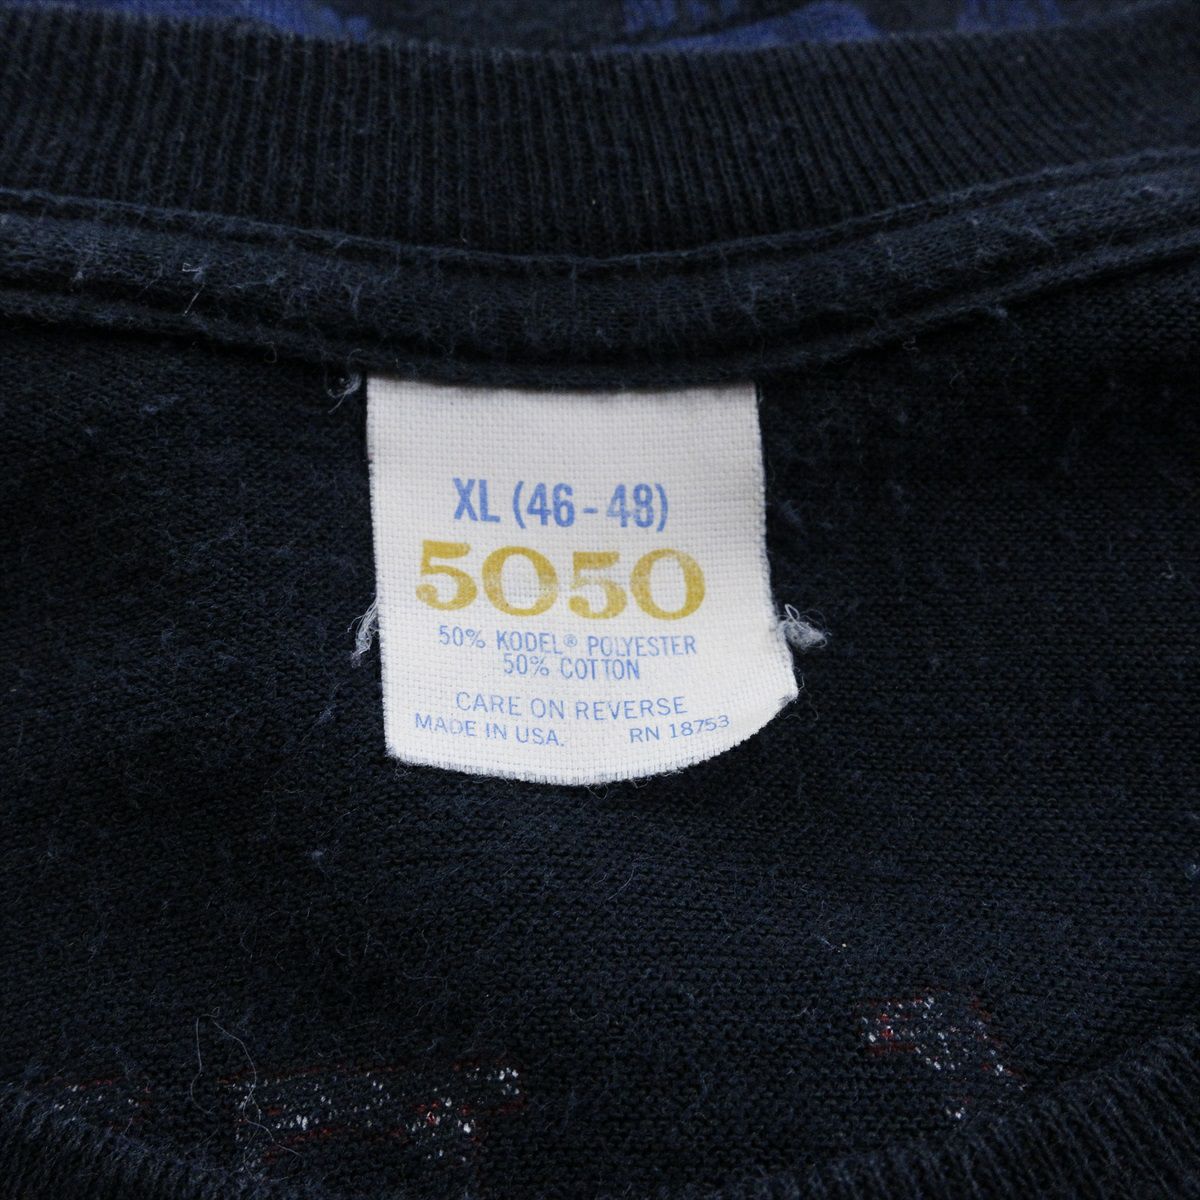 XL (46 - 48)
5050
50% KODEL® POLYESTER
50% COTTON
CARE ON REVERSE
MADE IN USA. RN 18753